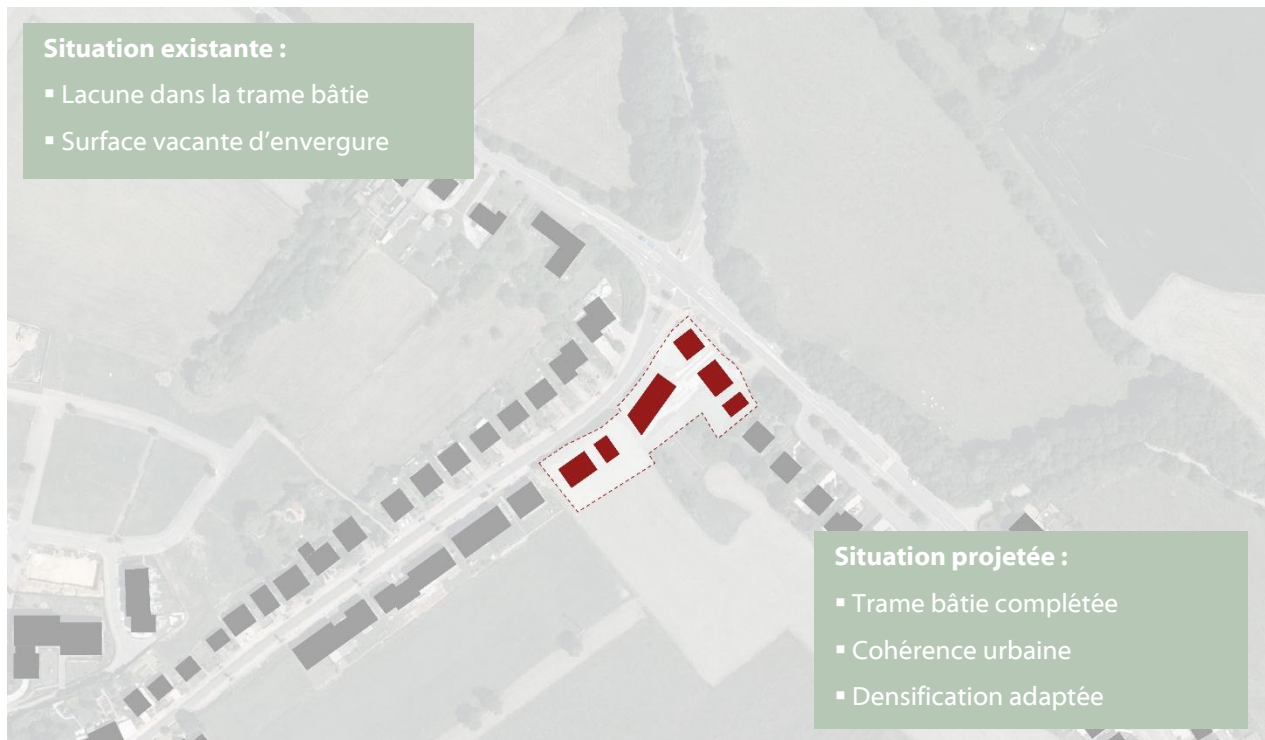 Situation existante :
▪ Lacune dans la trame bâtie
▪ Surface vacante d’envergure
Situation projetée :
▪ Trame bâtie complétée
▪ Cohérence urbaine
▪ Densification adaptée